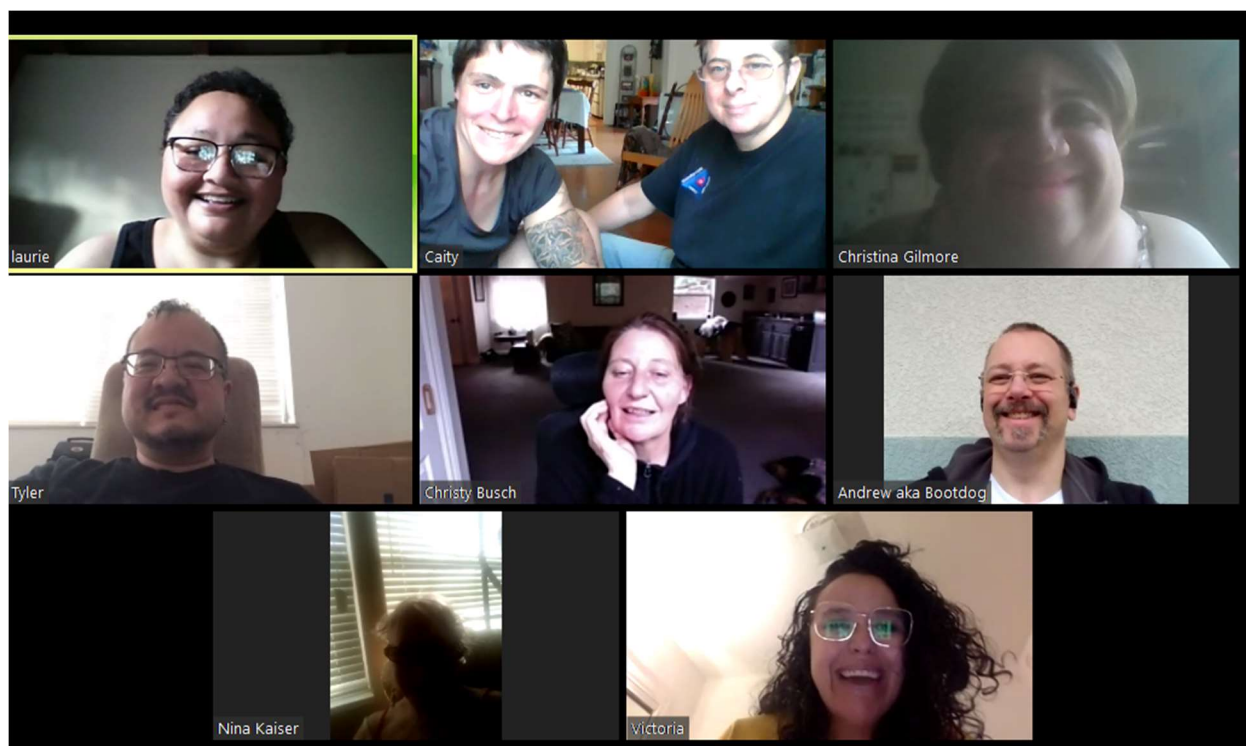 laurie
Caity
Christina Gilmore
Tyler
Christy Busch
Andrew aka Bootdog
Nina Kaiser
Victoria